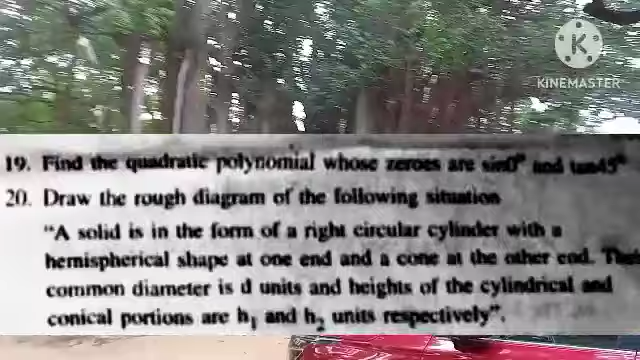 K
KINEMASTER
19. Find the quadratic polynomial whose zeroes are sin0° and tan45°
20. Draw the rough diagram of the following situation
"A solid is in the form of a right circular cylinder with a
hemispherical shape at one end and a cone at the other end. Their
common diameter is d units and heights of the cylindrical and
conical portions are h₁ and h₂ units respectively".